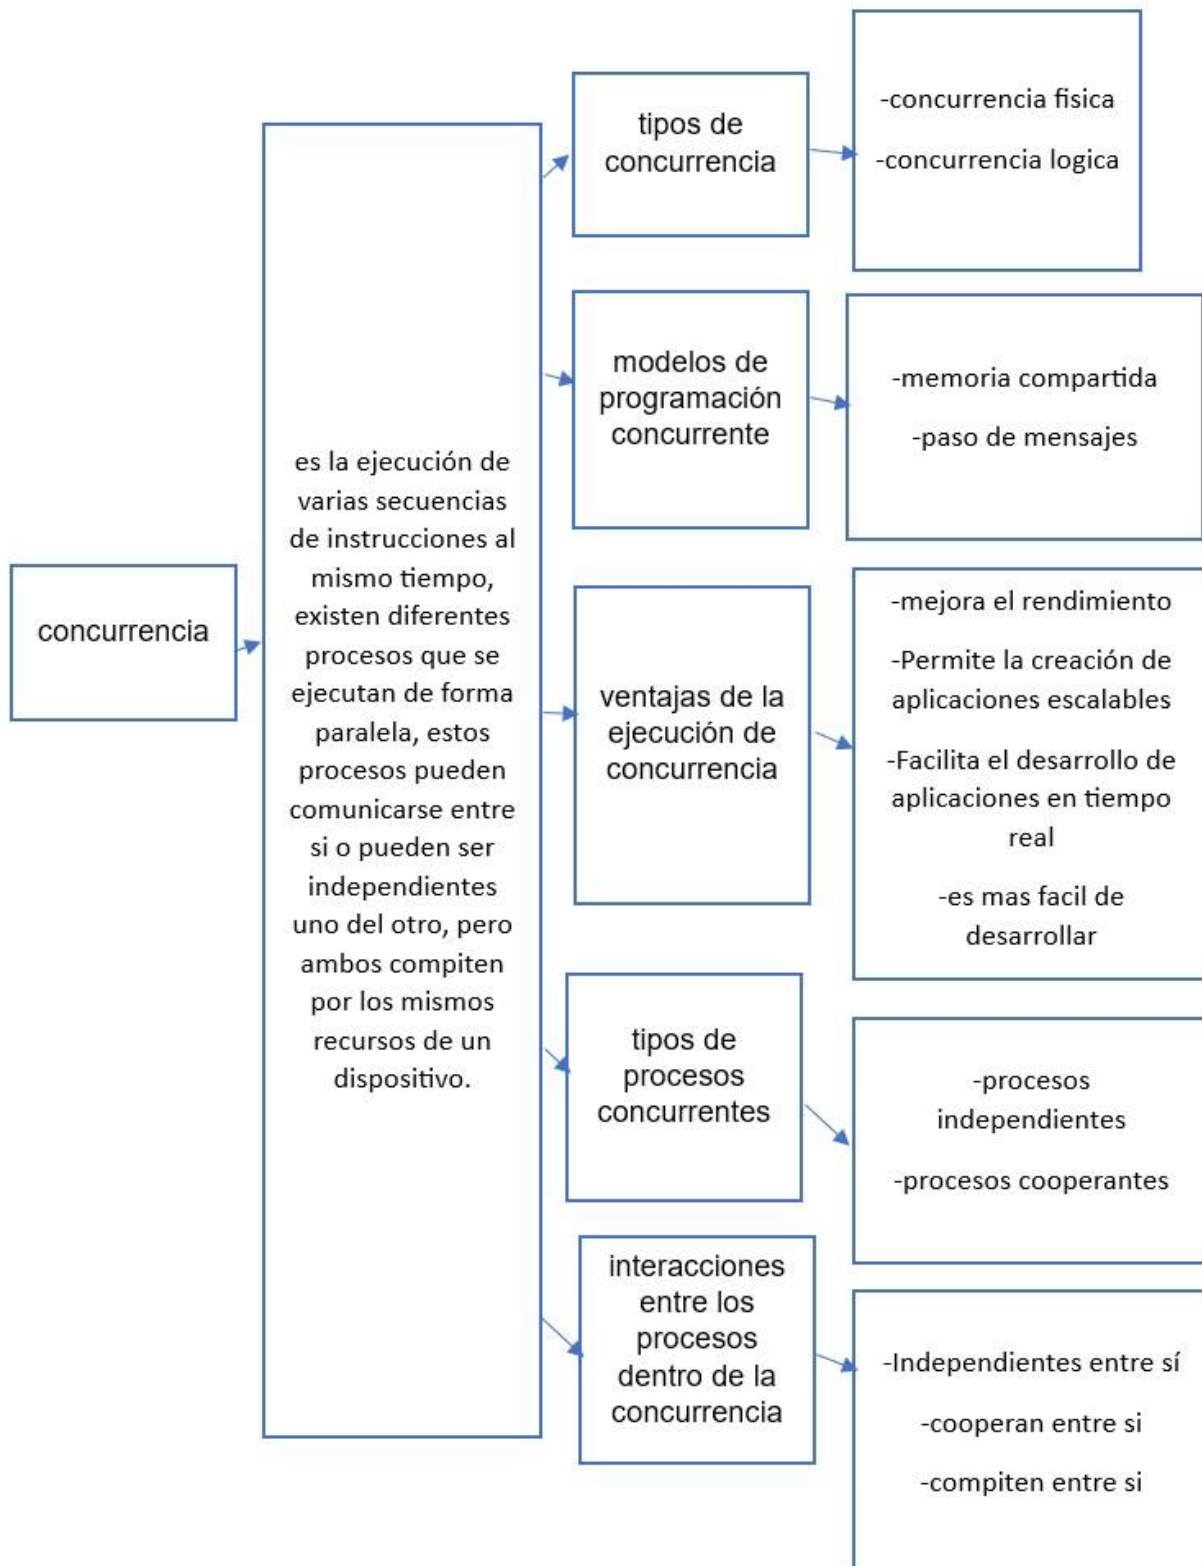 concurrencia
es la ejecución de
varias secuencias
de instrucciones al
mismo tiempo,
existen diferentes
procesos que se
ejecutan de forma
paralela, estos
procesos pueden
comunicarse entre
si o pueden ser
independientes
uno del otro, pero
ambos compiten
por los mismos
recursos de un
dispositivo.
tipos de
concurrencia
-concurrencia fisica
-concurrencia logica
modelos de
programación
concurrente
-memoria compartida
-paso de mensajes
ventajas de la
ejecución de
concurrencia
-mejora el rendimiento
-Permite la creación de
aplicaciones escalables
-Facilita el desarrollo de
aplicaciones en tiempo
real
-es mas facil de
desarrollar
tipos de
procesos
concurrentes
-procesos
independientes
-procesos cooperantes
interacciones
entre los
procesos
dentro de la
concurrencia
-Independientes entre sí
-cooperan entre si
-compiten entre si